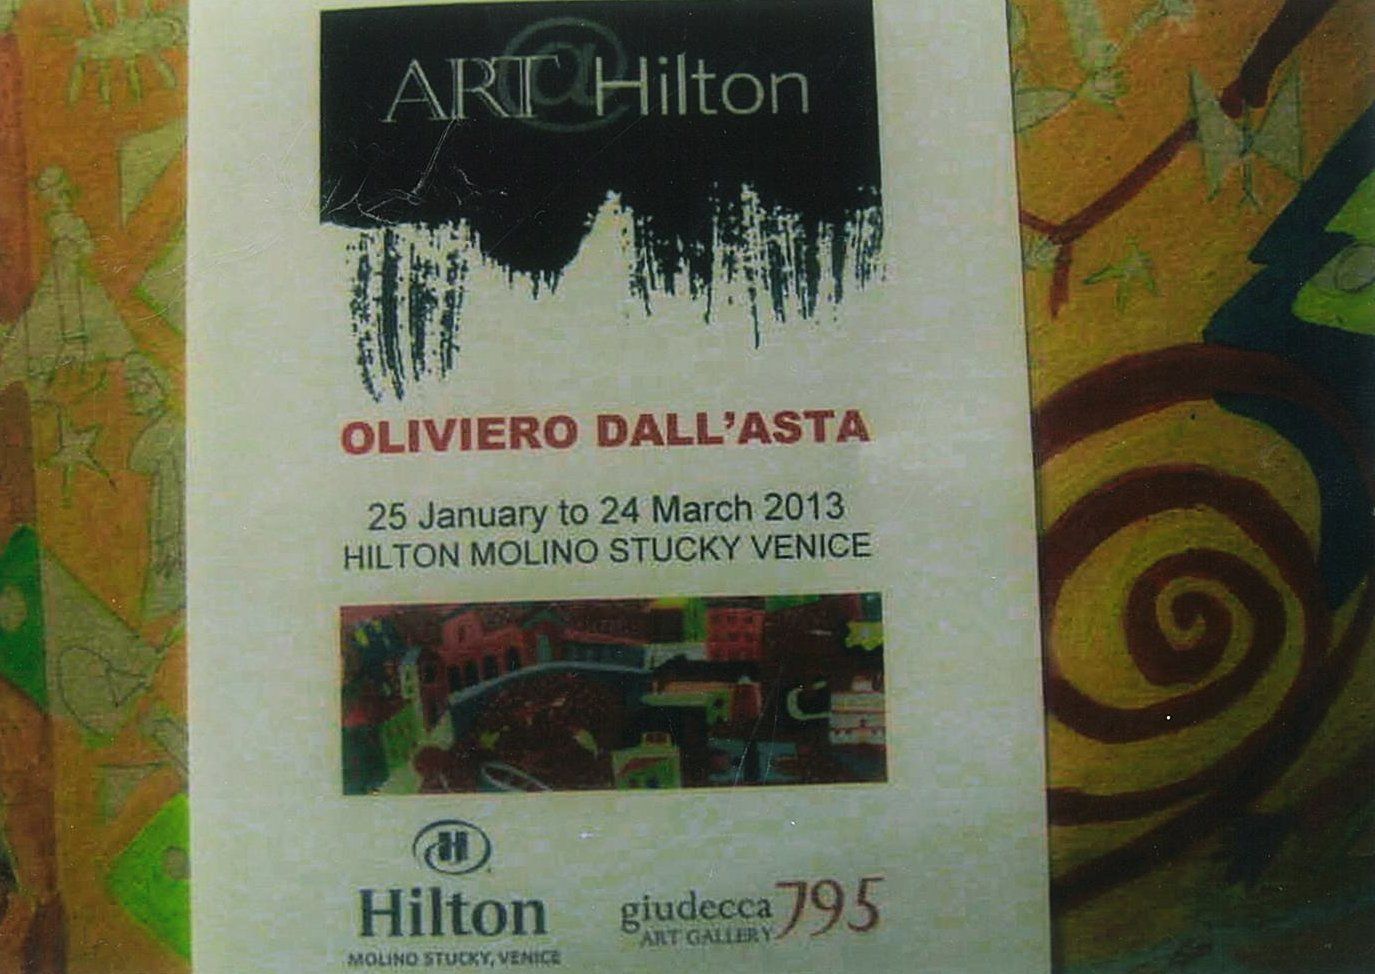 ART@Hilton
OLIVIERO DALL'ASTA
25 January to 24 March 2013
HILTON MOLINO STUCKY VENICE
H
Hilton
MOLINO STUCKY, VENICE
giudecca 795
ART GALLERY